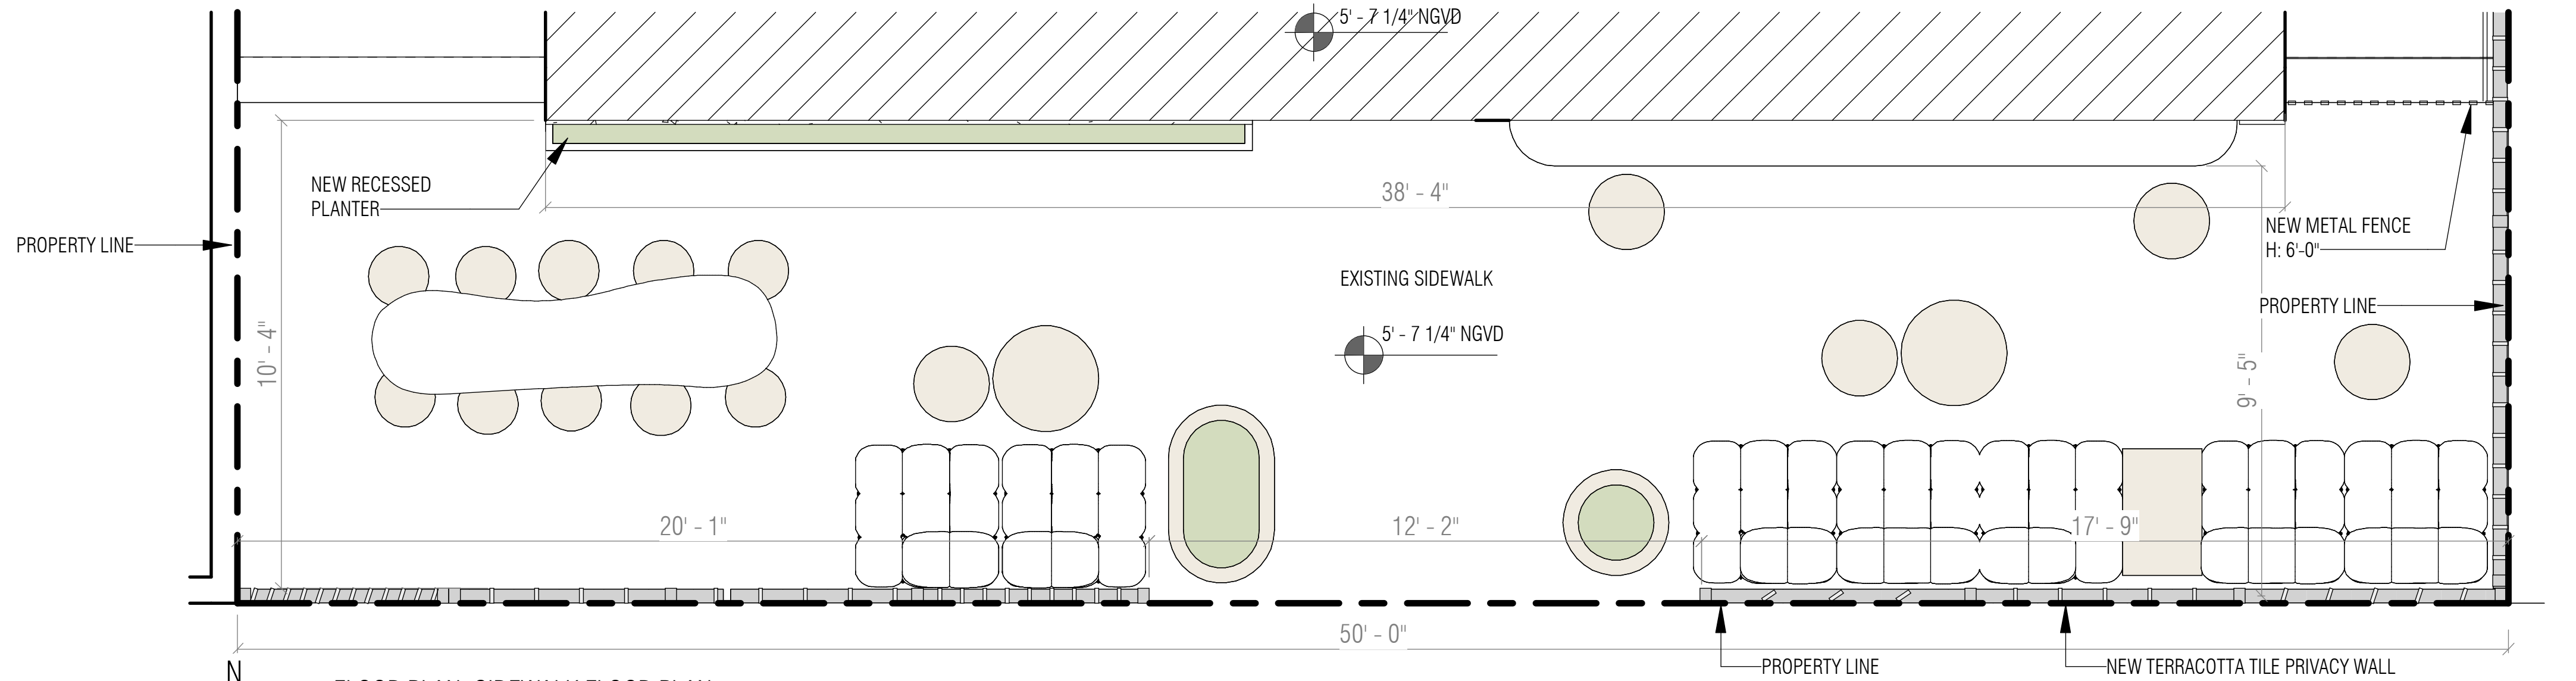 5' - 7 1/4" NGVD
NEW RECESSED
PLANTER
38' - 4"
NEW METAL FENCE
H: 6'-0"
PROPERTY LINE
EXISTING SIDEWALK
PROPERTY LINE
5' - 7 1/4" NGVD
10' - 4"
9' - 5"
20' - 1"
12' - 2"
17' - 9"
50' - 0"
N
PROPERTY LINE
NEW TERRACOTTA TILE PRIVACY WALL